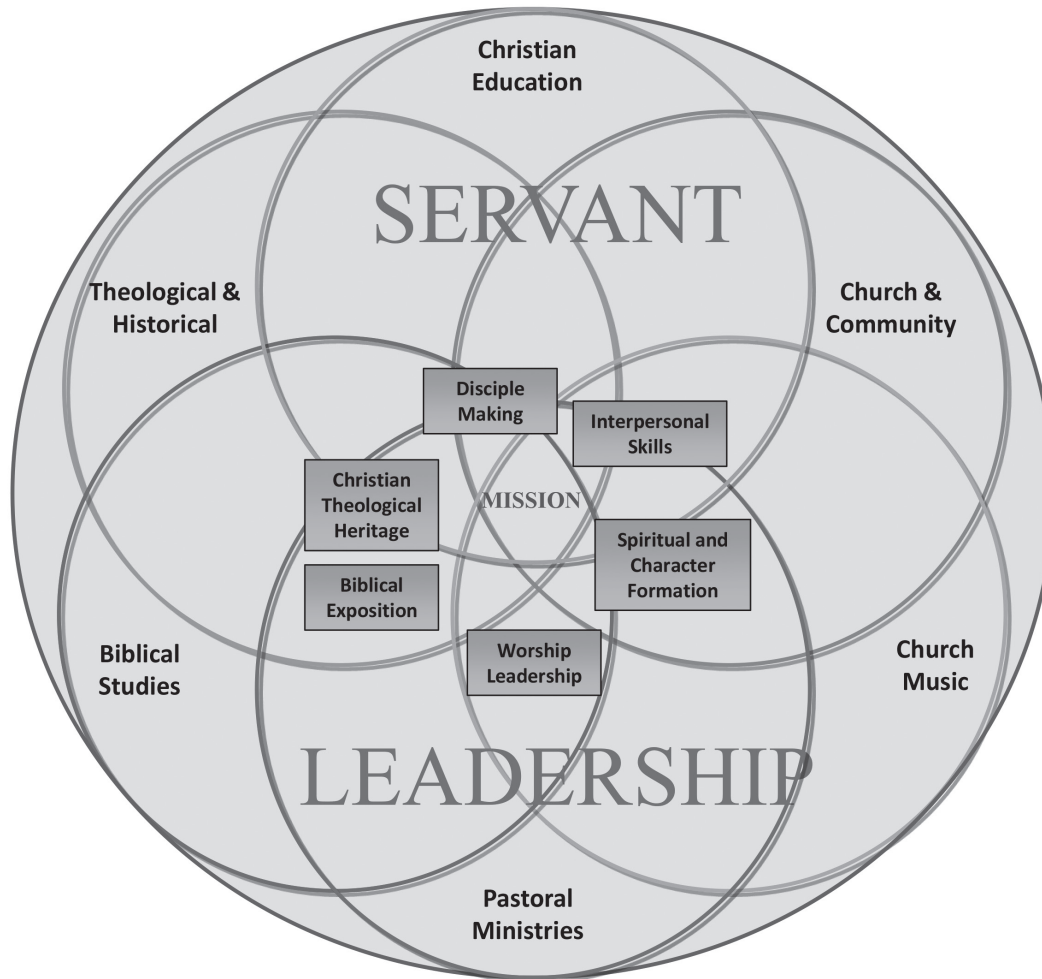 Christian
Education
SERVANT
Theological &
Historical
Church &
Community
Disciple
Making
Interpersonal
Skills
Christian
Theological
Heritage
MISSION
Spiritual and
Character
Formation
Biblical
Exposition
Worship
Leadership
Biblical
Studies
Church
Music
LEADERSHIP
Pastoral
Ministries